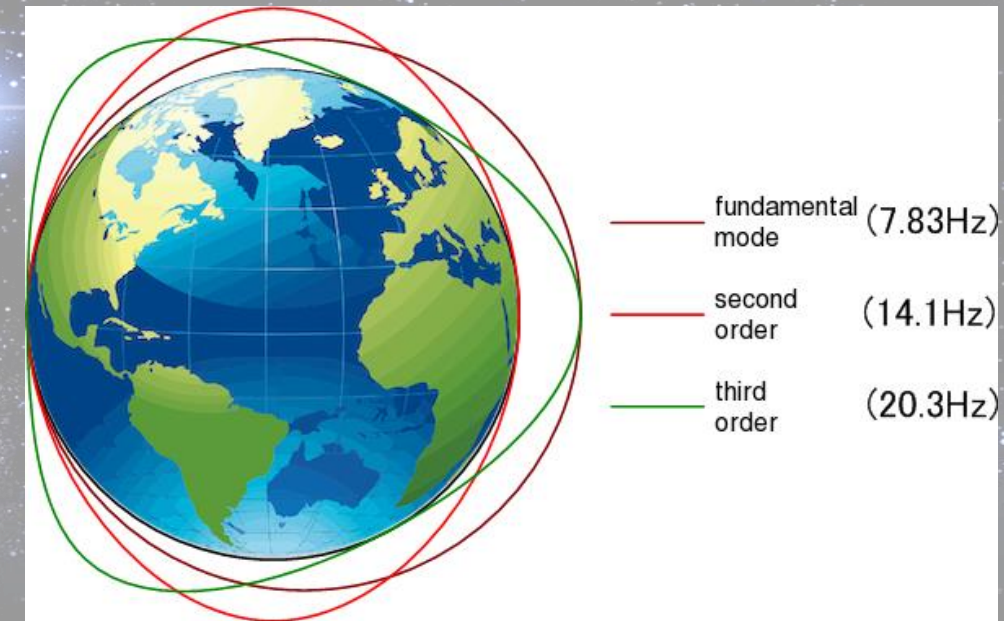 fundamental
mode
(7.83Hz)
second
order
(14.1Hz)
third
order
(20.3Hz)